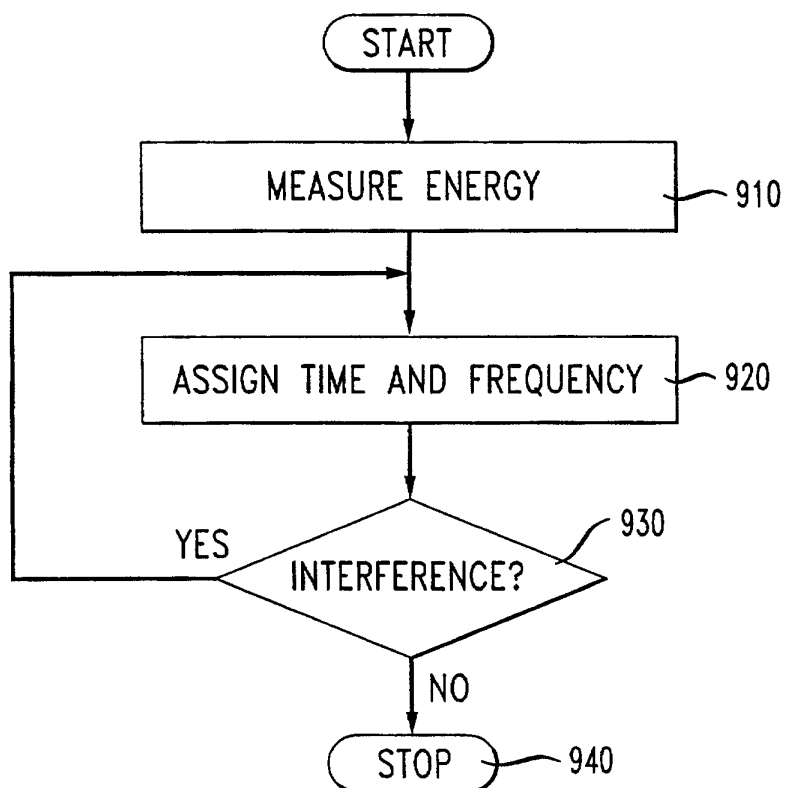 START
MEASURE ENERGY
910
ASSIGN TIME AND FREQUENCY
920
930
YES
INTERFERENCE?
NO
STOP
940